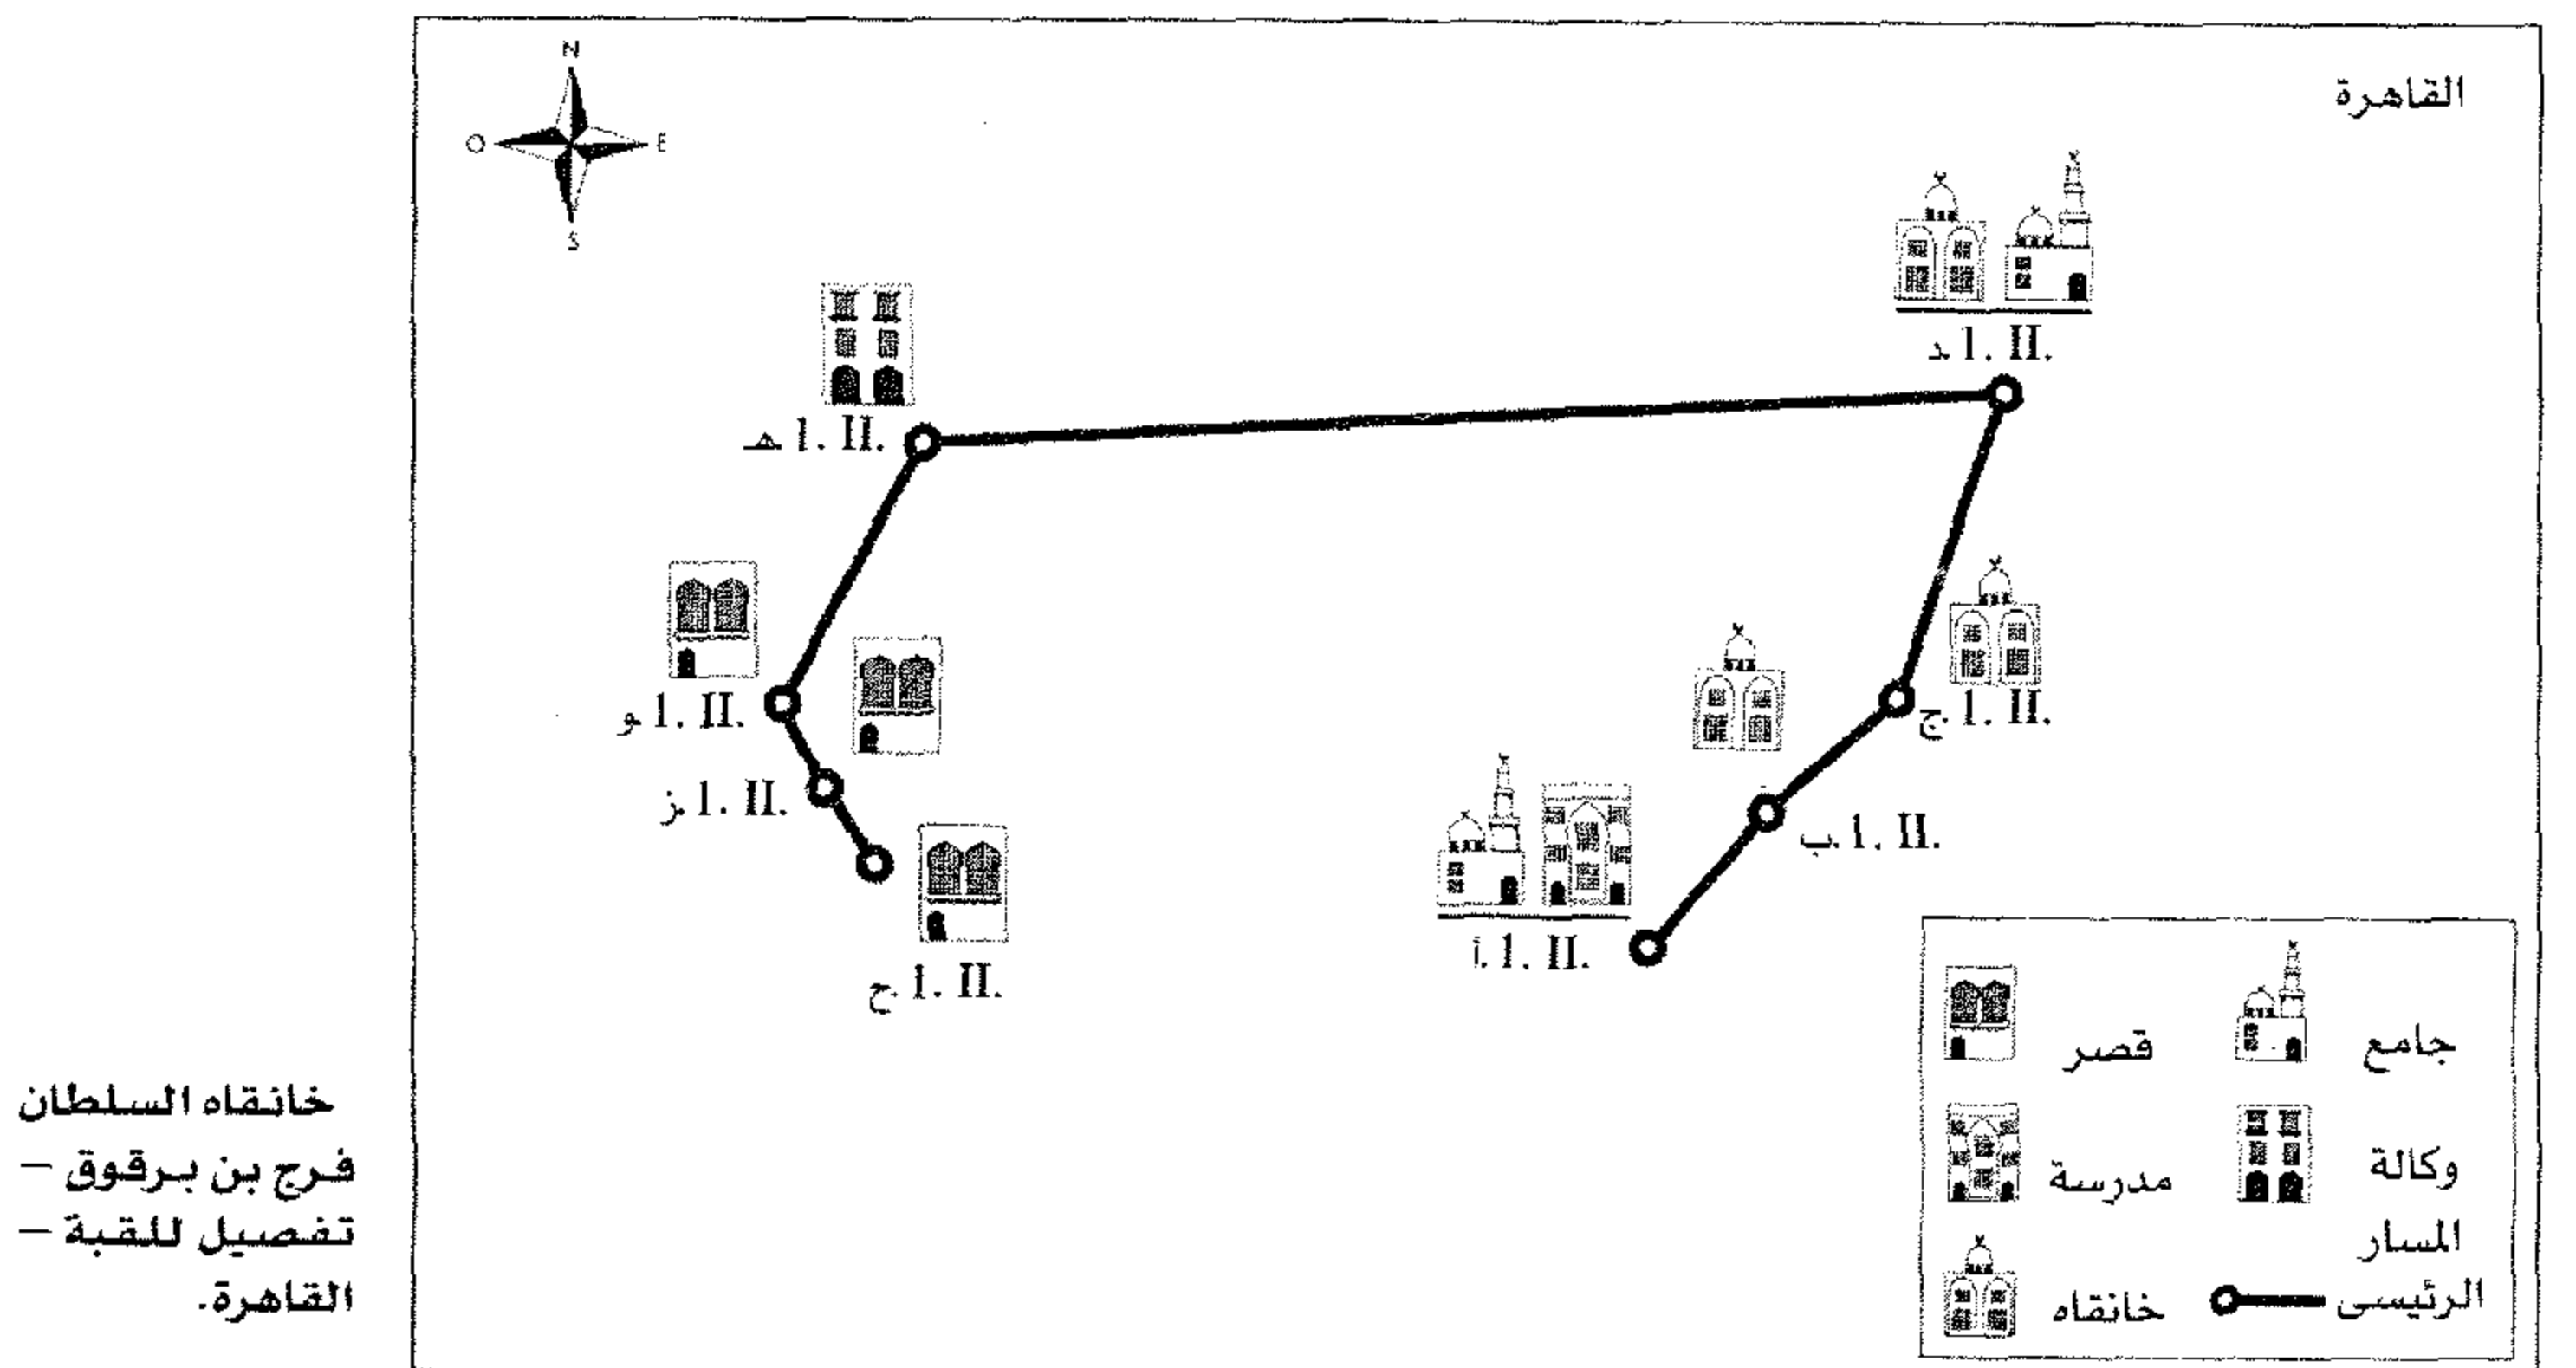 القاهرة
N
O
E
S
II. 1.د
II. 1.هـ
II. 1.و
II. 1.ج
II. 1.ز
II. 1.ب
II. 1.أ
II. 1.ح
جامع
قصر
وكالة
مدرسة
المسار
الرئيسى
خانقاه
خانقاه السلطان
فرج بن برقوق –
تفصيل للقبة –
القاهرة.